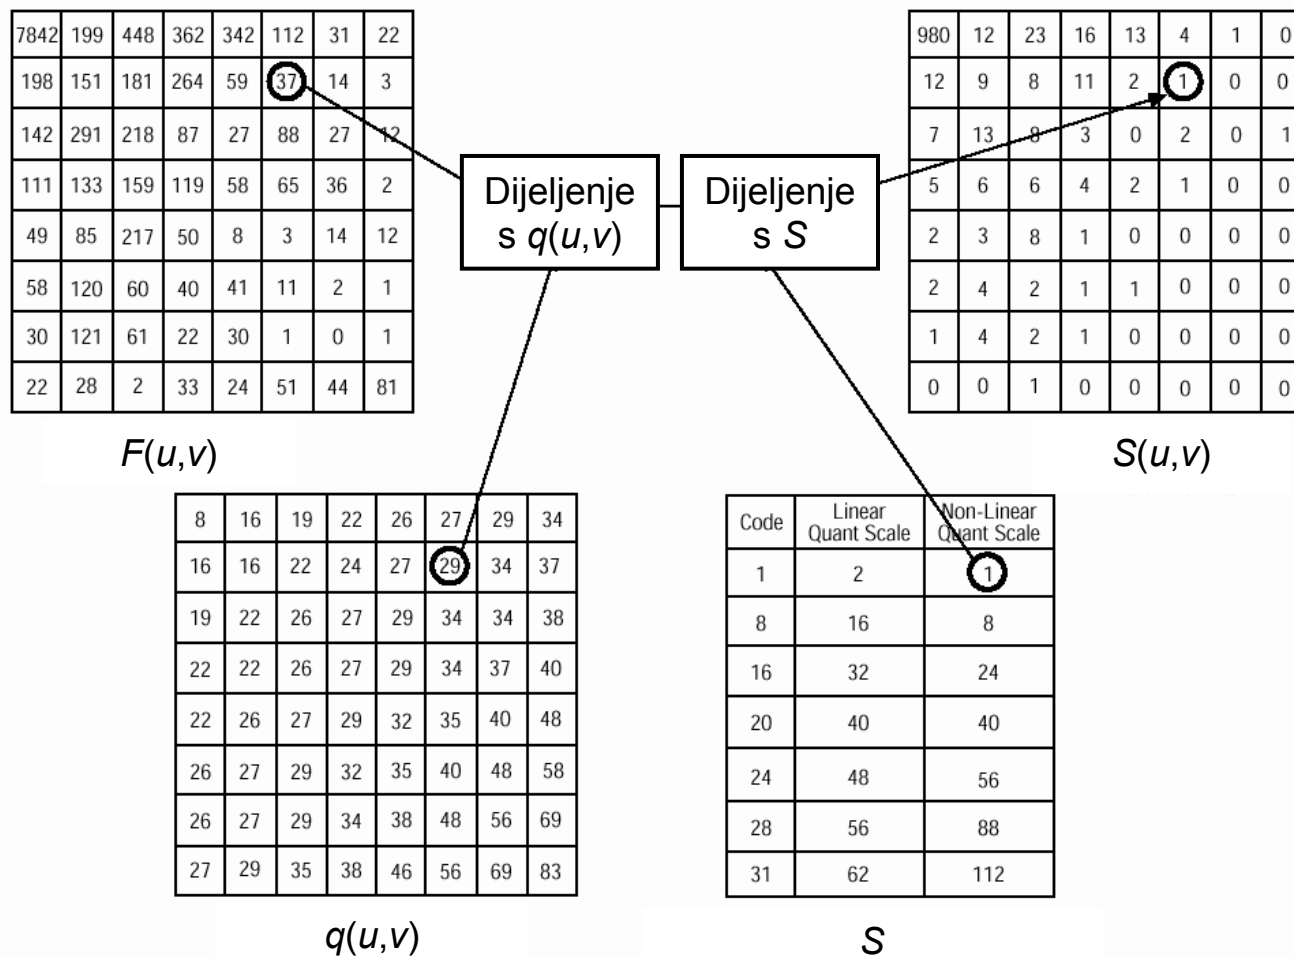 7842 199 448 362 342 112 31 22
198 151 181 264 59 37 14 3
142 291 218 87 27 88 27 12
111 133 159 119 58 65 36 2
49 85 217 50 8 3 14 12
58 120 60 40 41 11 2 1
30 121 61 22 30 1 0 1
22 28 2 33 24 51 44 81
F(u,v)
Dijeljenje
s q(u,v)
Dijeljenje
s S
980 12 23 16 13 4 1 0
12 9 8 11 2 1 0 0
7 13 8 3 0 2 0 1
5 6 6 4 2 1 0 0
2 3 8 1 0 0 0 0
2 4 2 1 1 0 0 0
1 4 2 1 0 0 0 0
0 0 1 0 0 0 0 0
S(u,v)
8 16 19 22 26 27 29 34
16 16 22 24 27 29 34 37
19 22 26 27 29 34 34 38
22 22 26 27 29 34 37 40
22 26 27 29 32 35 40 48
26 27 29 32 35 40 48 58
26 27 29 34 38 48 56 69
27 29 35 38 46 56 69 83
q(u,v)
Code Linear Non-Linear
Quant Scale Quant Scale
1 2 1
8 16 8
16 32 24
20 40 40
24 48 56
28 56 88
31 62 112
S